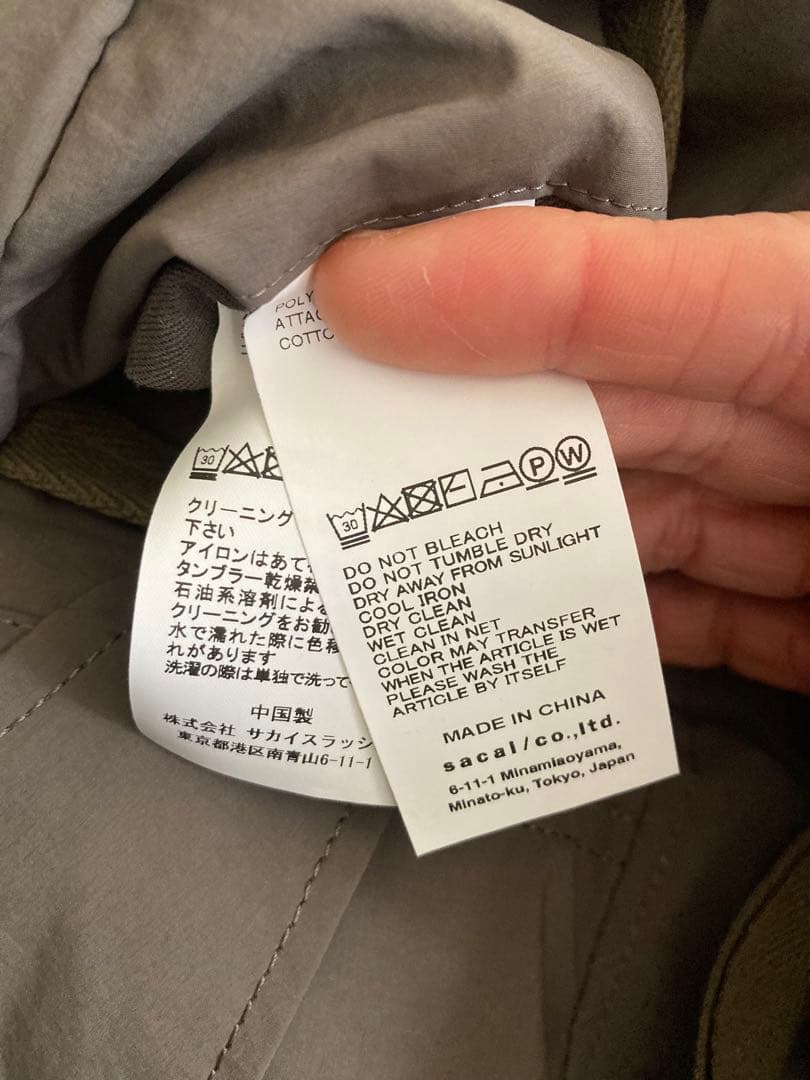 ATTAC
COTTO
30
DO NOT BLEACH
DO NOT TUMBLE DRY
DRY AWAY FROM SUNLIGHT
COOL IRON
DRY CLEAN
WET CLEAN
CLEAN IN NET
COLOR MAY TRANSFER
WHEN THE ARTICLE IS WET
PLEASE WASH THE
ARTICLE BY ITSELF
MADE IN CHINA
sacai/co.,ltd.
6-11-1 Minamiaoyama,
Minato-ku, Tokyo, Japan
P
W
30
クリーニング
下さい
アイロンはあて
タンブラー乾燥禁
石油系溶剤によ
クリーニングをお勧
水で濡れた際に色移
れがあります
洗濯の際は単独で洗って
中国製
株式会社 サカイスラッシ
東京都港区南青山6-11-1